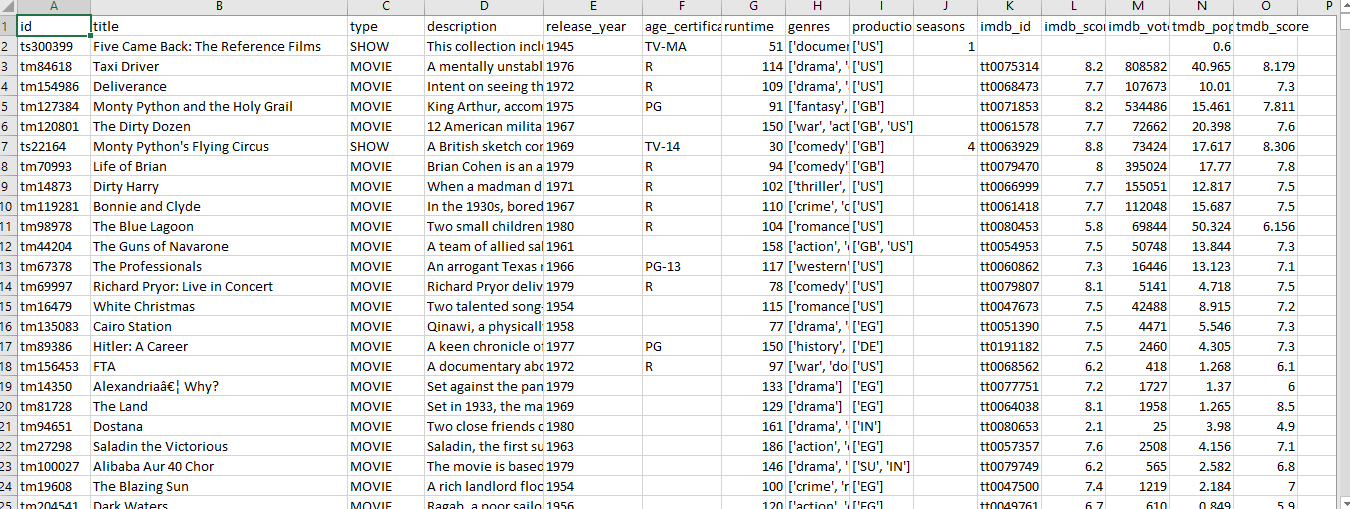 A B C D E F G H I J K L M N O P
1 id title type description release_year age_certifica runtime genres productio seasons imdb_id imdb_sco imdb_vot tmdb_pop tmdb_score
2 ts300399 Five Came Back: The Reference Films SHOW This collection incl 1945 TV-MA 51 ['documer ['US'] 1 0.6
3 tm84618 Taxi Driver MOVIE A mentally unstabl 1976 R 114 ['drama', ' ['US'] tt0075314 8.2 808582 40.965 8.179
4 tm154986 Deliverance MOVIE Intent on seeing th 1972 R 109 ['drama', ' ['US'] tt0068473 7.7 107673 10.01 7.3
5 tm127384 Monty Python and the Holy Grail MOVIE King Arthur, accom 1975 PG 91 ['fantasy', ['GB'] tt0071853 8.2 534486 15.461 7.811
6 tm120801 The Dirty Dozen MOVIE 12 American milita 1967 150 ['war', 'act ['GB', 'US'] tt0061578 7.7 72662 20.398 7.6
7 ts22164 Monty Python's Flying Circus SHOW A British sketch cor 1969 TV-14 30 ['comedy' ['GB'] 4 tt0063929 8.8 73424 17.617 8.306
8 tm70993 Life of Brian MOVIE Brian Cohen is an a 1979 R 94 ['comedy' ['GB'] tt0079470 8 395024 17.77 7.8
9 tm14873 Dirty Harry MOVIE When a madman d 1971 R 102 ['thriller', ['US'] tt0066999 7.7 155051 12.817 7.5
10 tm119281 Bonnie and Clyde MOVIE In the 1930s, bored 1967 R 110 ['crime', 'd ['US'] tt0061418 7.7 112048 15.687 7.5
11 tm98978 The Blue Lagoon MOVIE Two small children 1980 R 104 ['romance ['US'] tt0080453 5.8 69844 50.324 6.156
12 tm44204 The Guns of Navarone MOVIE A team of allied sal 1961 158 ['action', ' ['GB', 'US'] tt0054953 7.5 50748 13.844 7.3
13 tm67378 The Professionals MOVIE An arrogant Texas 1966 PG-13 117 ['western' ['US'] tt0060862 7.3 16446 13.123 7.1
14 tm69997 Richard Pryor: Live in Concert MOVIE Richard Pryor deliv 1979 R 78 ['comedy' ['US'] tt0079807 8.1 5141 4.718 7.5
15 tm16479 White Christmas MOVIE Two talented song- 1954 115 ['romance ['US'] tt0047673 7.5 42488 8.915 7.2
16 tm135083 Cairo Station MOVIE Qinawi, a physicall 1958 77 ['drama', ' ['EG'] tt0051390 7.5 4471 5.546 7.3
17 tm89386 Hitler: A Career MOVIE A keen chronicle of 1977 PG 150 ['history', ['DE'] tt0191182 7.5 2460 4.305 7.3
18 tm156453 FTA MOVIE A documentary abo 1972 R 97 ['war', 'do ['US'] tt0068562 6.2 418 1.268 6.1
19 tm14350 Alexandriaâ€¦ Why? MOVIE Set against the pan 1979 133 ['drama'] ['EG'] tt0077751 7.2 1727 1.37 6
20 tm81728 The Land MOVIE Set in 1933, the ma 1969 129 ['drama'] ['EG'] tt0064038 8.1 1958 1.265 8.5
21 tm94651 Dostana MOVIE Two close friends 1980 161 ['drama', ['IN'] tt0080653 2.1 25 3.98 4.9
22 tm27298 Saladin the Victorious MOVIE Saladin, the first su 1963 186 ['action', ' ['EG'] tt0057357 7.6 2508 4.156 7.1
23 tm100027 Alibaba Aur 40 Chor MOVIE The movie is based 1979 146 ['drama', ' ['SU', 'IN'] tt0079749 6.2 565 2.582 6.8
24 tm19608 The Blazing Sun MOVIE A rich landlord floc 1954 100 ['crime', 'r ['EG'] tt0047500 7.4 1219 2.184 7
25 tm204541 Dark Waters MOVIE Ragab, a poor sailo 1956 120 ['action', ['EG'] tt0049761 6.7 610 0.849 5.9